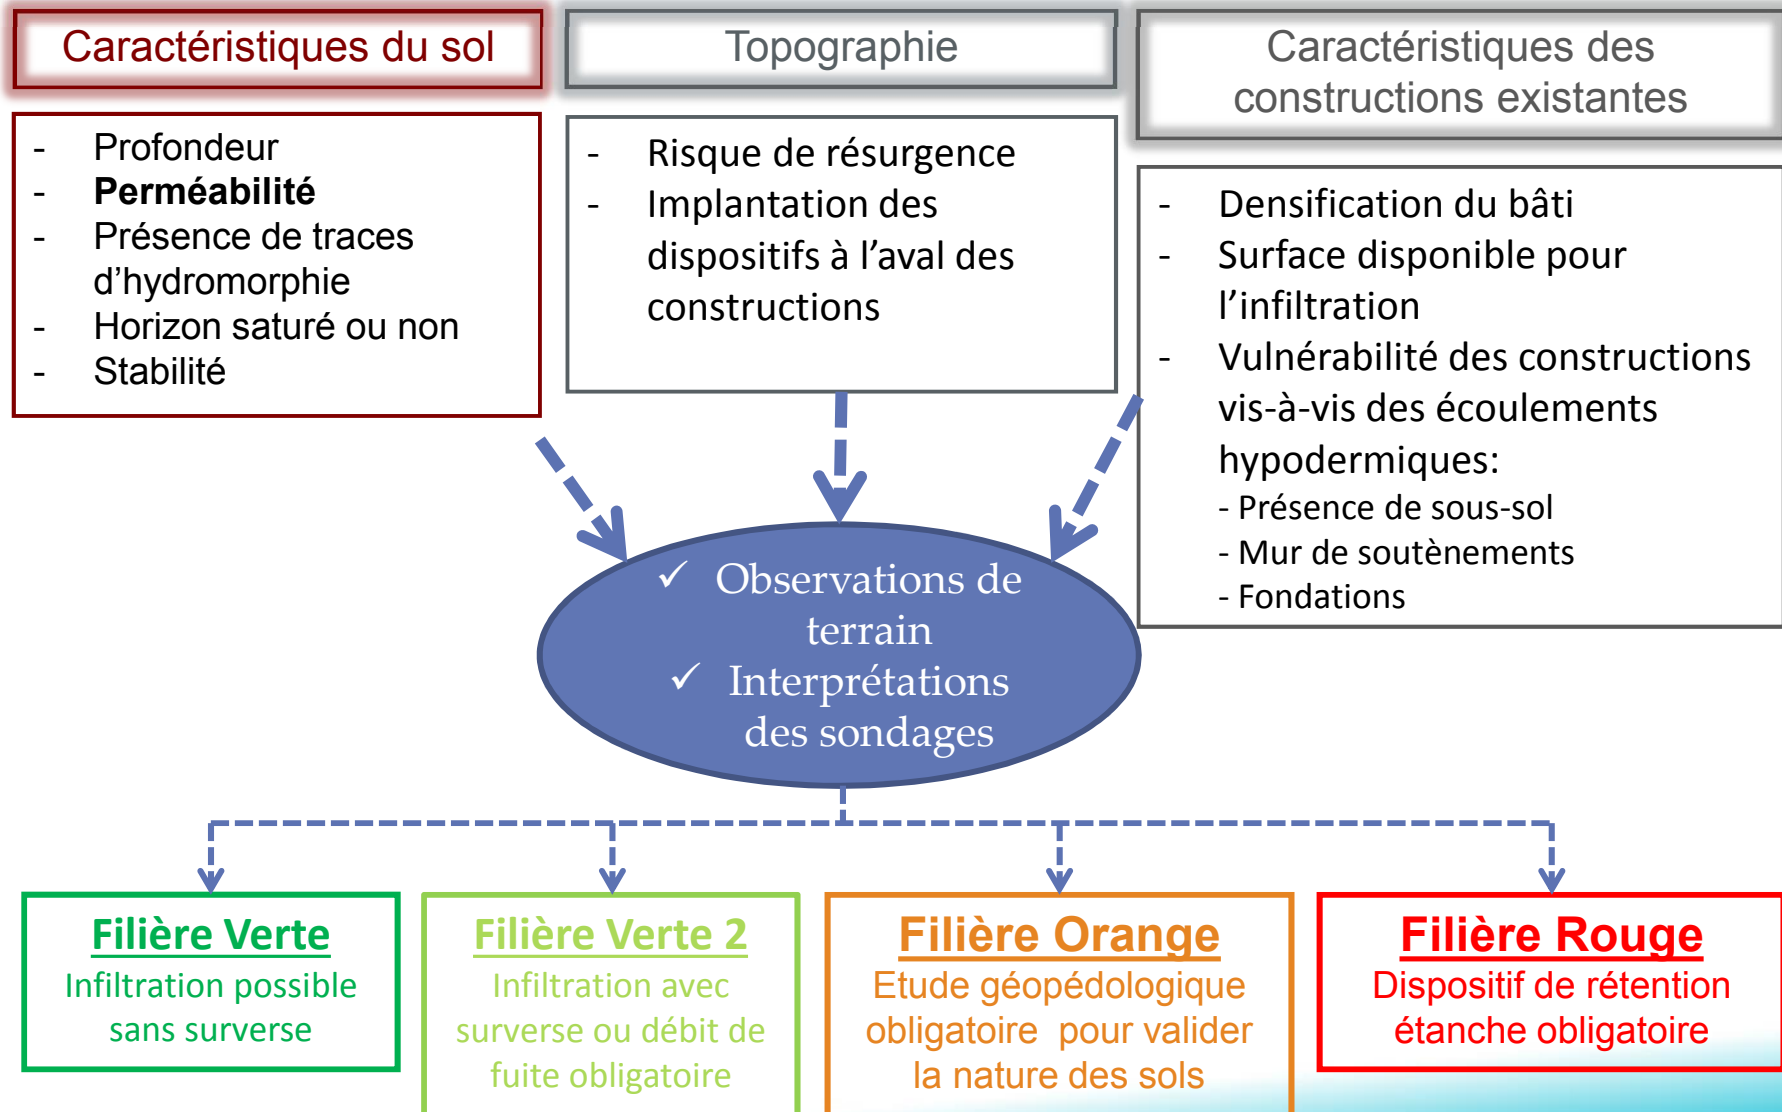 Caractéristiques du sol
- Profondeur
- Perméabilité
- Présence de traces
d'hydromorphie
- Horizon saturé ou non
- Stabilité
Topographie
- Risque de résurgence
- Implantation des
dispositifs à l'aval des
constructions
Caractéristiques des
constructions existantes
- Densification du bâti
- Surface disponible pour
l'infiltration
- Vulnérabilité des constructions
vis-à-vis des écoulements
hypodermiques:
- Présence de sous-sol
- Mur de soutènements
- Fondations
✓ Observations de
terrain
✓ Interprétations
des sondages
Filière Verte
Infiltration possible
sans surverse
Filière Verte 2
Infiltration avec
surverse ou débit de
fuite obligatoire
Filière Orange
Etude géopédologique
obligatoire pour valider
la nature des sols
Filière Rouge
Dispositif de rétention
étanche obligatoire